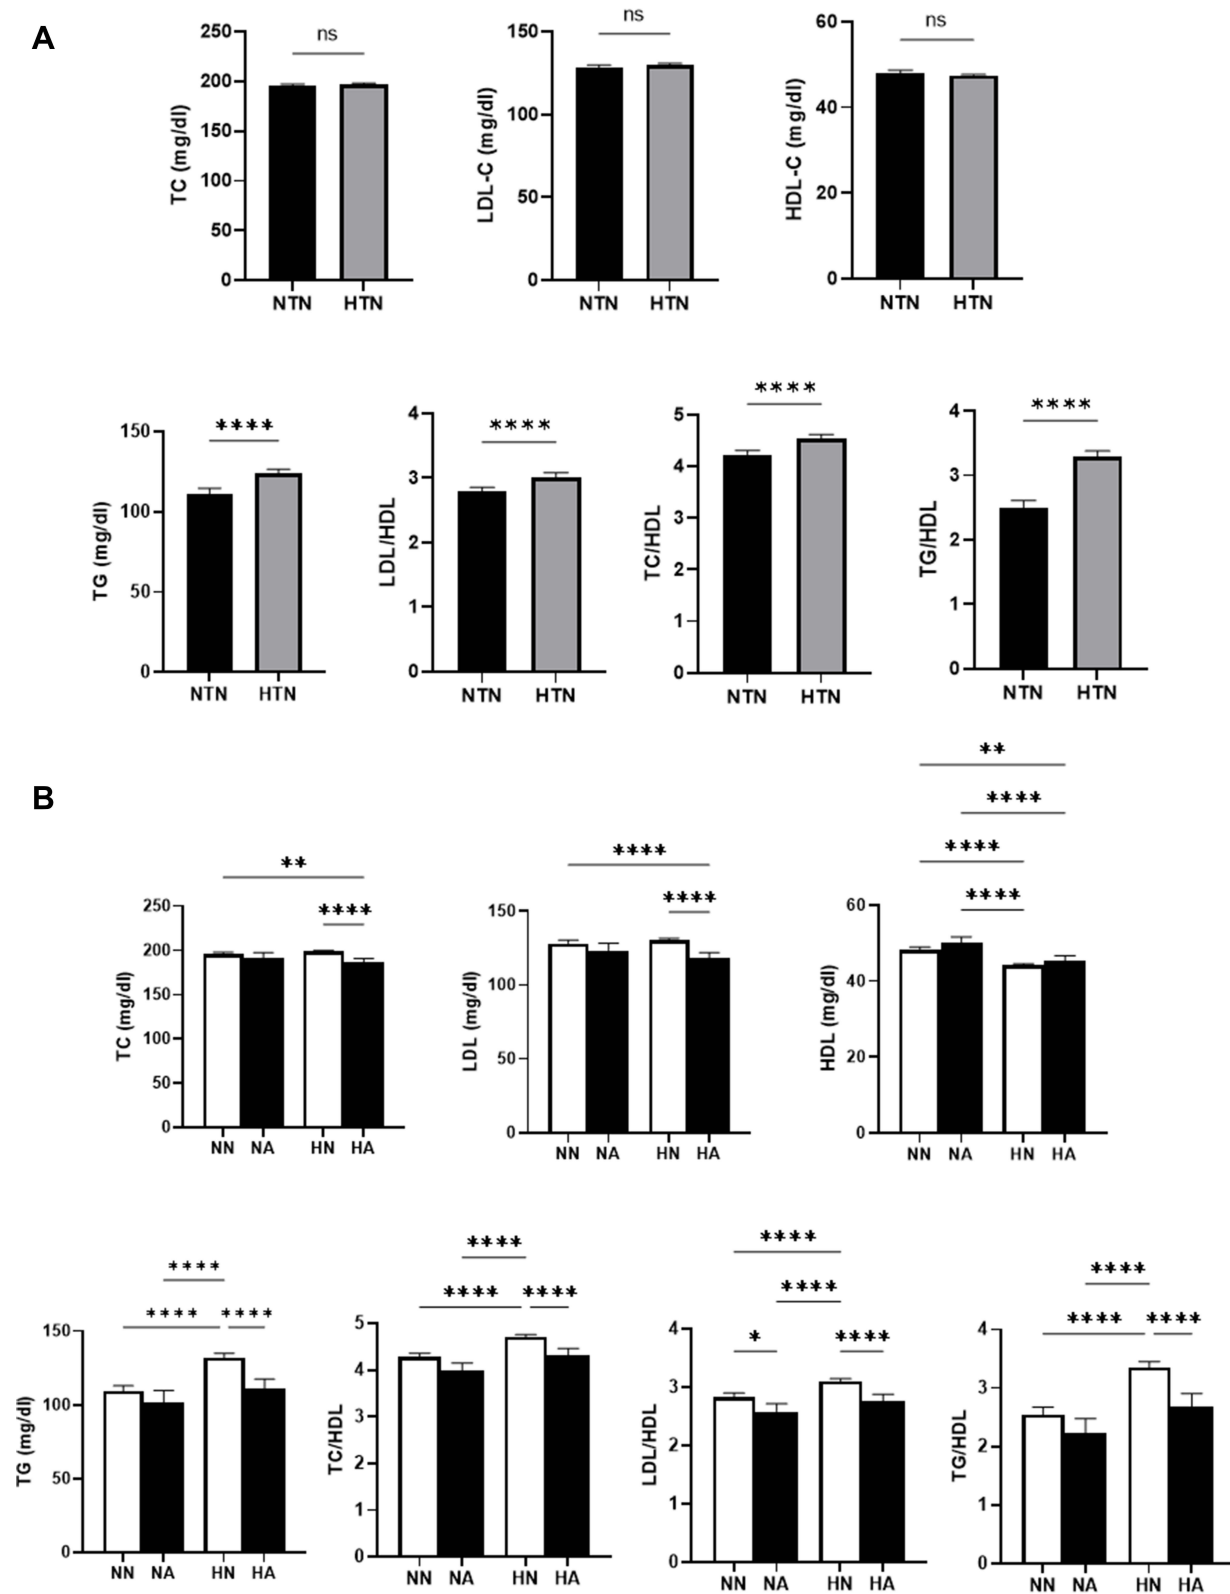 A
ns
250
200
150
100
50
0
TC (mg/dl)
NTN HTN
ns
150
100
50
0
LDL-C (mg/dl)
NTN HTN
ns
60
40
20
0
HDL-C (mg/dl)
NTN HTN
****
150
100
50
0
TG (mg/dl)
NTN HTN
****
4
3
2
1
0
LDL/HDL
NTN HTN
****
5
4
3
2
1
0
TC/HDL
NTN HTN
****
4
3
2
1
0
TG/HDL
NTN HTN
B
**
****
250
200
150
100
50
0
TC (mg/dl)
NN NA HN HA
****
****
150
100
50
0
LDL (mg/dl)
NN NA HN HA
**
****
****
****
60
40
20
0
HDL (mg/dl)
NN NA HN HA
****
**** ****
150
100
50
0
TG (mg/dl)
NN NA HN HA
****
**** ****
5
4
3
2
1
0
TC/HDL
NN NA HN HA
****
****
* ****
4
3
2
1
0
LDL/HDL
NN NA HN HA
****
**** ****
4
3
2
1
0
TG/HDL
NN NA HN HA